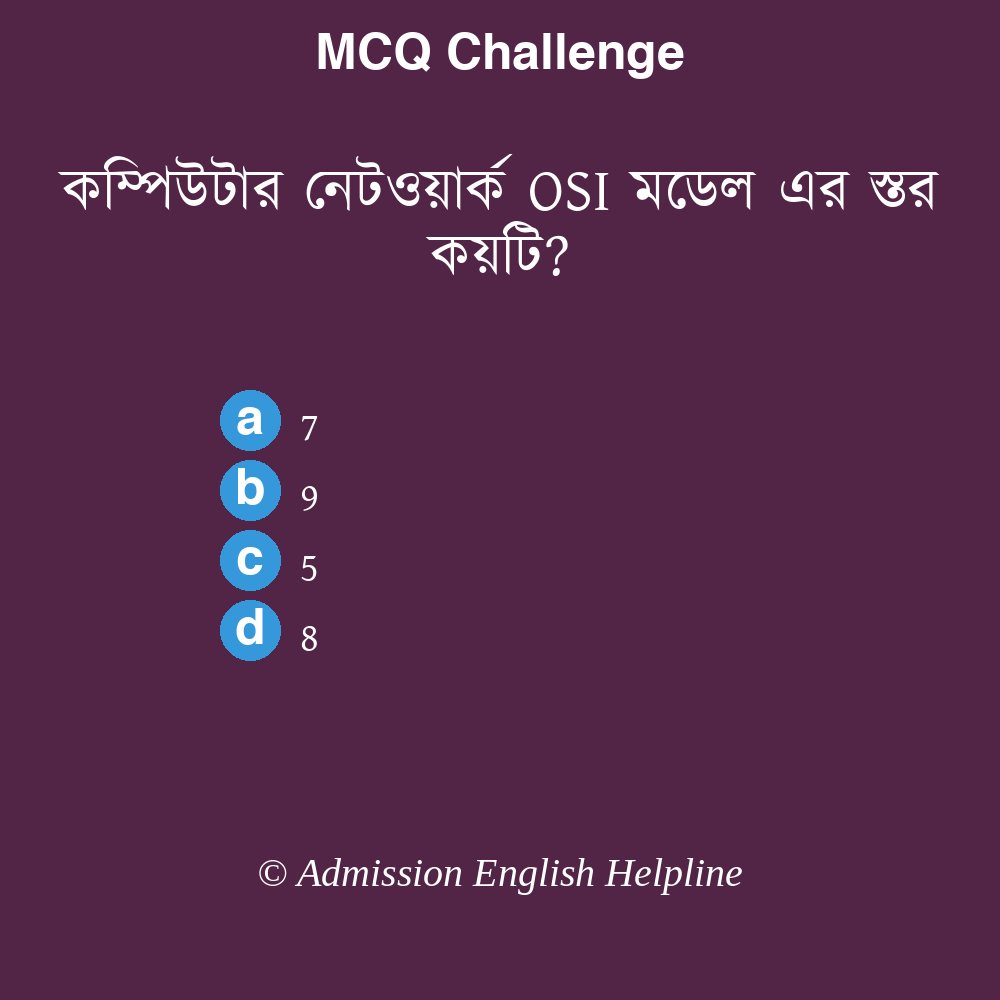 MCQ Challenge
কম্পিউটার নেটওয়ার্ক OSI মডেল এর স্তর
কয়টি?
a 7
b 9
c 5
d 8
© Admission English Helpline